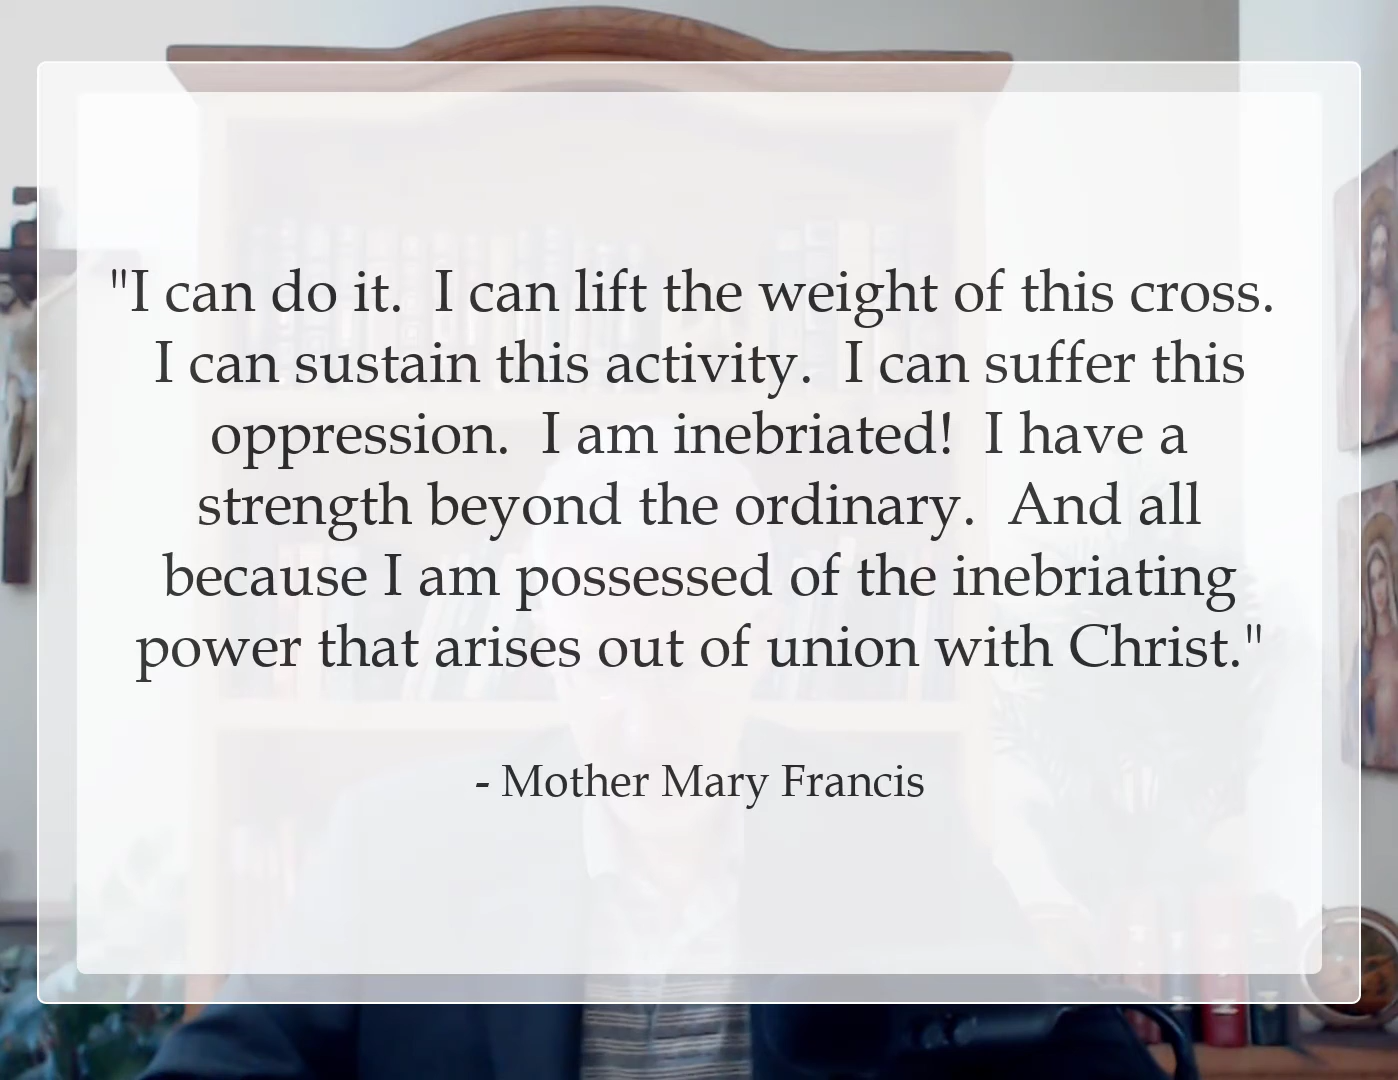 "I can do it.  I can lift the weight of this cross.
I can sustain this activity.  I can suffer this
oppression.  I am inebriated!  I have a
strength beyond the ordinary.  And all
because I am possessed of the inebriating
power that arises out of union with Christ."
- Mother Mary Francis